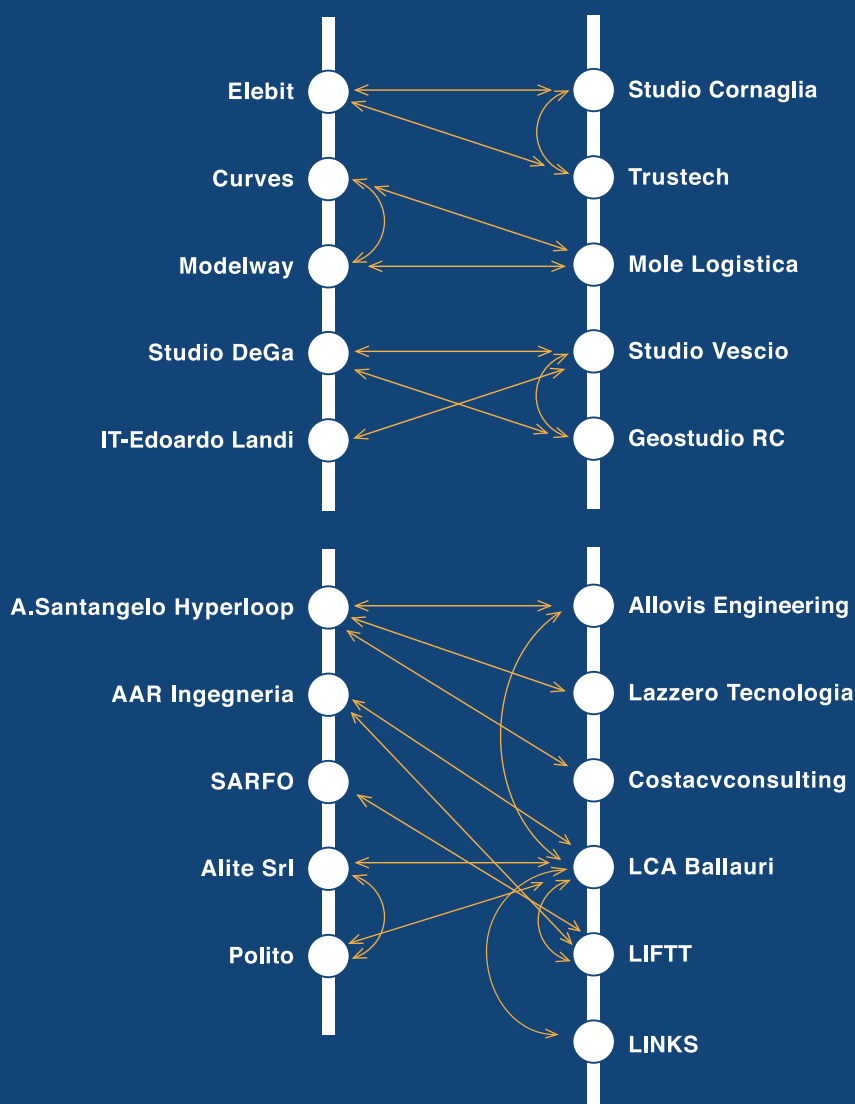 Elebit
Studio Cornaglia
Curves
Trustech
Modelway
Mole Logistica
Studio DeGa
Studio Vescio
IT-Edoardo Landi
Geostudio RC
A.Santangelo Hyperloop
Allovis Engineering
AAR Ingegneria
Lazzero Tecnologia
SARFO
Costacvconsulting
Alite Srl
LCA Ballauri
Polito
LIFTT
LINKS